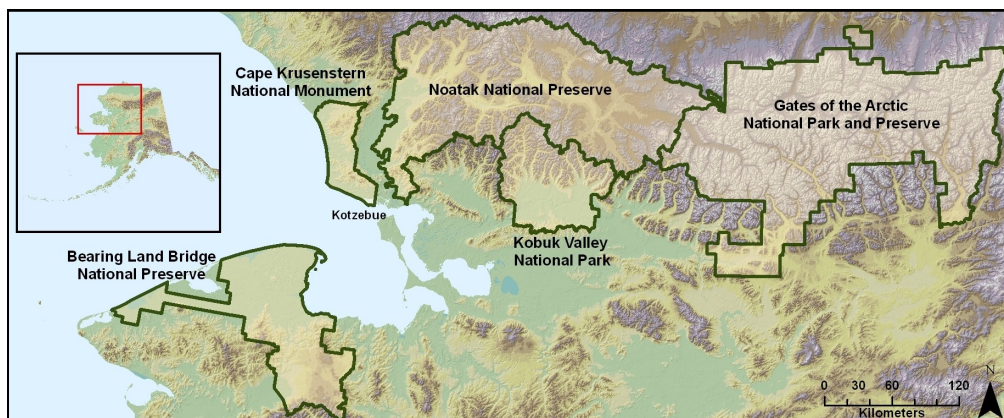 Cape Krusenstern
National Monument
Noatak National Preserve
Gates of the Arctic
National Park and Preserve
Kotzebue
Kobuk Valley
National Park
Bearing Land Bridge
National Preserve
N
0 30 60 120
Kilometers